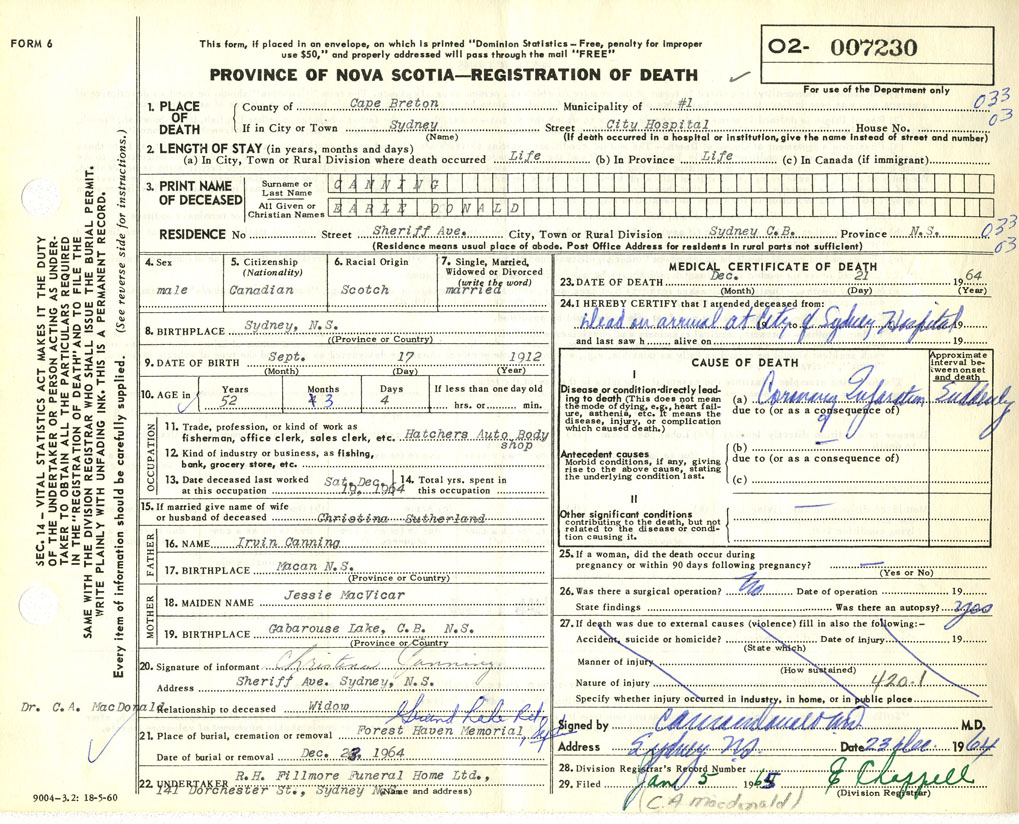 FORM 6
This form, if placed in an envelope, on which is printed "Dominion Statistics – Free, penalty for improper
use $50," and properly addressed will pass through the mail "FREE"
PROVINCE OF NOVA SCOTIA—REGISTRATION OF DEATH
02- 007230
For use of the Department only
SEC. 14 – VITAL STATISTICS ACT MAKES IT THE DUTY
OF THE UNDERTAKER OR PERSON ACTING AS UNDER-
TAKER TO OBTAIN ALL THE PARTICULARS REQUIRED
IN THE "REGISTRATION OF DEATH" AND TO FILE THE
SAME WITH THE DIVISION REGISTRAR WHO SHALL ISSUE THE BURIAL PERMIT.
WRITE PLAINLY WITH UNFADING INK. THIS IS A PERMANENT RECORD.
Every item of information should be carefully supplied. (See reverse side for instructions.)
1. PLACE OF DEATH
County of Cape Breton Municipality of #1 033
If in City or Town Sydney Street City Hospital House No. 03
(Name) (If death occurred in a hospital or institution, give the name instead of street and number)
2. LENGTH OF STAY (in years, months and days)
(a) In City, Town or Rural Division where death occurred Life (b) In Province Life (c) In Canada (if immigrant)
3. PRINT NAME OF DECEASED
Surname or Last Name CANNING
All Given or Christian Names EARLE DONALD
RESIDENCE No Street Sheriff Ave. City, Town or Rural Division Sydney C.B. Province N.S. 033
(Residence means usual place of abode. Post Office Address for residents in rural parts not sufficient) 03
4. Sex male
5. Citizenship (Nationality) Canadian
6. Racial Origin Scotch
7. Single, Married, Widowed or Divorced (write the word) married
8. BIRTHPLACE Sydney, N.S.
((Province or Country)
9. DATE OF BIRTH Sept. 17 1912
(Month) (Day) (Year)
10. AGE in Years 52 Months 3 Days 4 If less than one day old hrs. or min.
OCCUPATION
11. Trade, profession, or kind of work as
fisherman, office clerk, sales clerk, etc. Hatchers Auto Body shop
12. Kind of industry or business, as fishing,
bank, grocery store, etc.
13. Date deceased last worked at this occupation Sat. Dec. 19, 1964
14. Total yrs. spent in this occupation
15. If married give name of wife
or husband of deceased Christina Sutherland
FATHER
16. NAME Irvin Canning
17. BIRTHPLACE Macan N.S.
(Province or Country)
MOTHER
18. MAIDEN NAME Jessie MacVicar
19. BIRTHPLACE Gabarouse Lake, C.B. N.S.
(Province or Country)
20. Signature of informant Christena Canning
Address Sheriff Ave. Sydney, N.S.
Dr. C.A. MacDonald
Relationship to deceased Widow
Grand Lake Rd.
21. Place of burial, cremation or removal Forest Haven Memorial
Date of burial or removal Dec. 23, 1964
22. UNDERTAKER R.H. Fillmore Funeral Home Ltd.,
141 Dorchester St., Sydney N.S.
(Name and address)
9004-3.2: 18-5-60
MEDICAL CERTIFICATE OF DEATH
23. DATE OF DEATH Dec. 21 1964
(Month) (Day) (Year)
24. I HEREBY CERTIFY that I attended deceased from:
Dead on arrival at City of Sydney Hospital 19
and last saw h alive on 19
CAUSE OF DEATH
Approximate interval between onset and death
I
Disease or condition directly leading to death (This does not mean the mode of dying, e.g., heart failure, asthenia, etc. It means the disease, injury, or complication which caused death.)
(a) Coronary Infarction Suddenly
due to (or as a consequence of)
Antecedent causes
Morbid conditions, if any, giving rise to the above cause, stating the underlying condition last.
(b)
due to (or as a consequence of)
(c)
II
Other significant conditions
contributing to the death, but not related to the disease or condition causing it.
25. If a woman, did the death occur during
pregnancy or within 90 days following pregnancy?
(Yes or No)
26. Was there a surgical operation? No Date of operation 19
State findings Was there an autopsy? yes
27. If death was due to external causes (violence) fill in also the following:–
Accident, suicide or homicide? Date of injury 19
(State which)
Manner of injury
(How sustained)
Nature of injury 420.1
Specify whether injury occurred in industry, in home, or in public place
Signed by M.D.
Address Sydney NS Date 23 Dec. 1964
28. Division Registrar's Record Number
29. Filed Jan 5 1965 E Chappell
(C.A. macdonald) (Division Registrar)